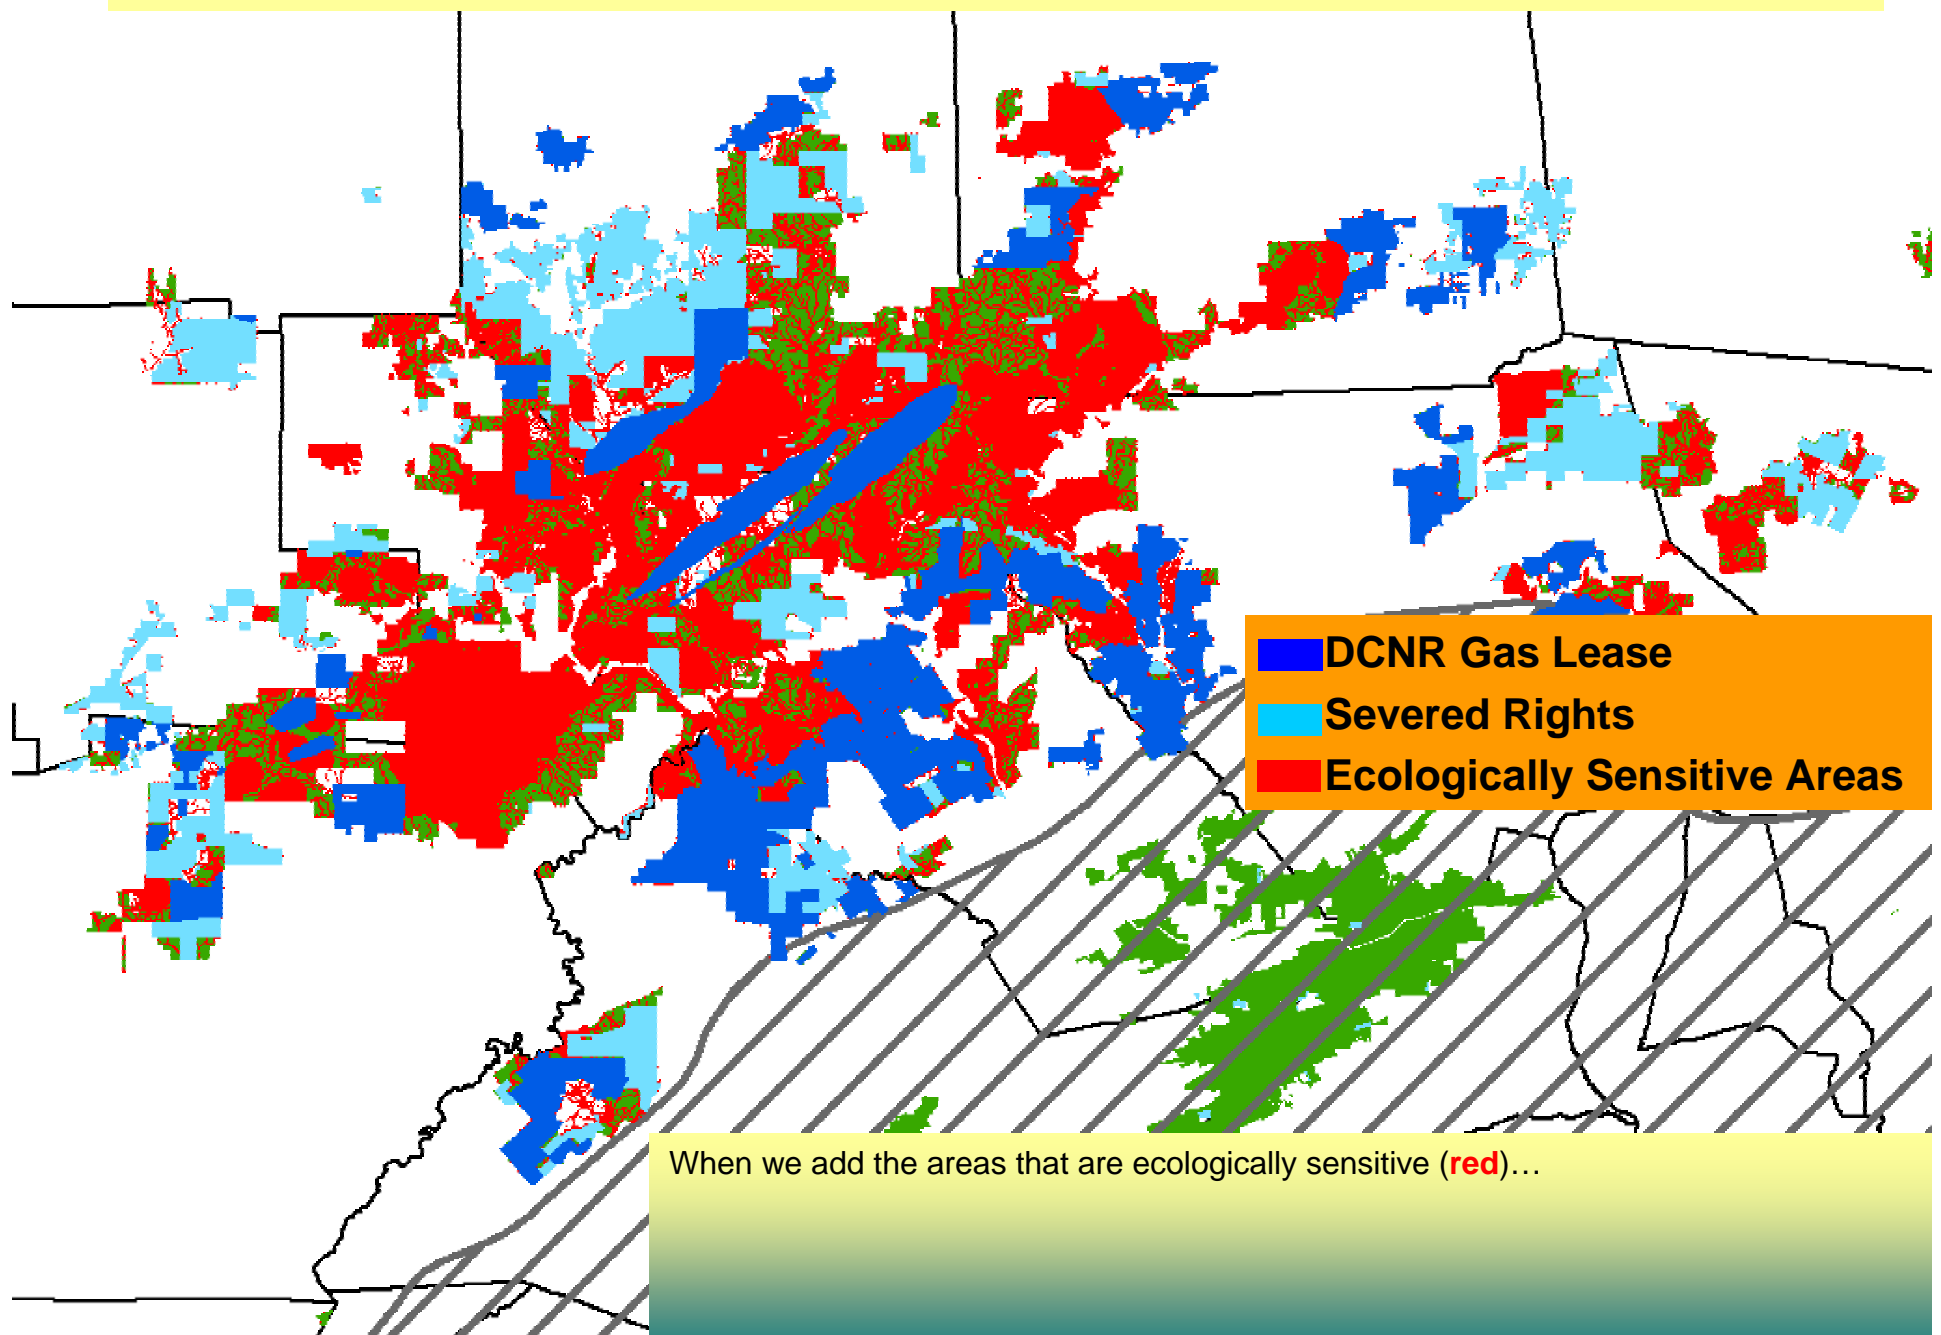 DCNR Gas Lease
Severed Rights
Ecologically Sensitive Areas
When we add the areas that are ecologically sensitive (red)…